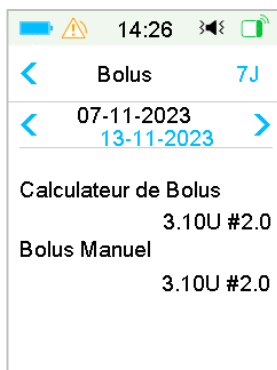 14:26
Bolus 7J
07-11-2023
13-11-2023
Calculateur de Bolus
3.10U #2.0
Bolus Manuel
3.10U #2.0